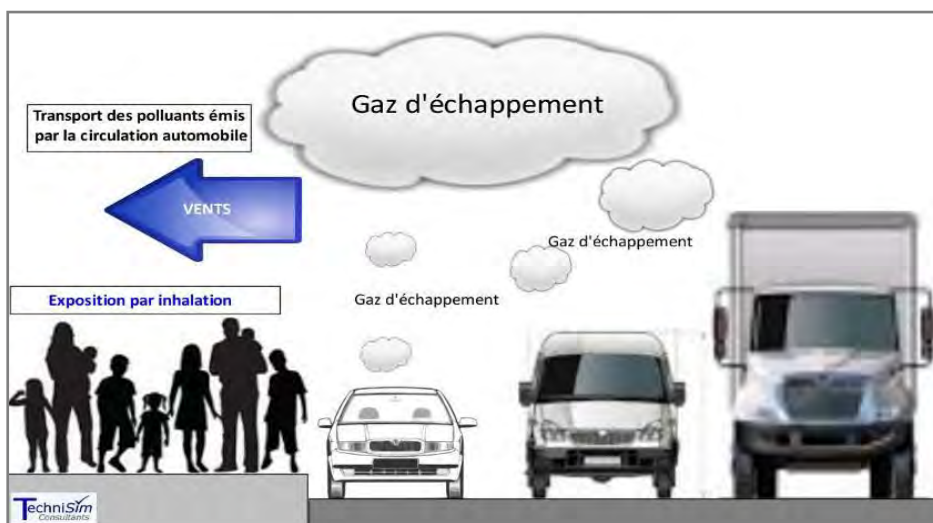 Gaz d'échappement
Transport des polluants émis
par la circulation automobile
VENTS
Gaz d'échappement
Gaz d'échappement
Exposition par inhalation
TechniSim
Consultants